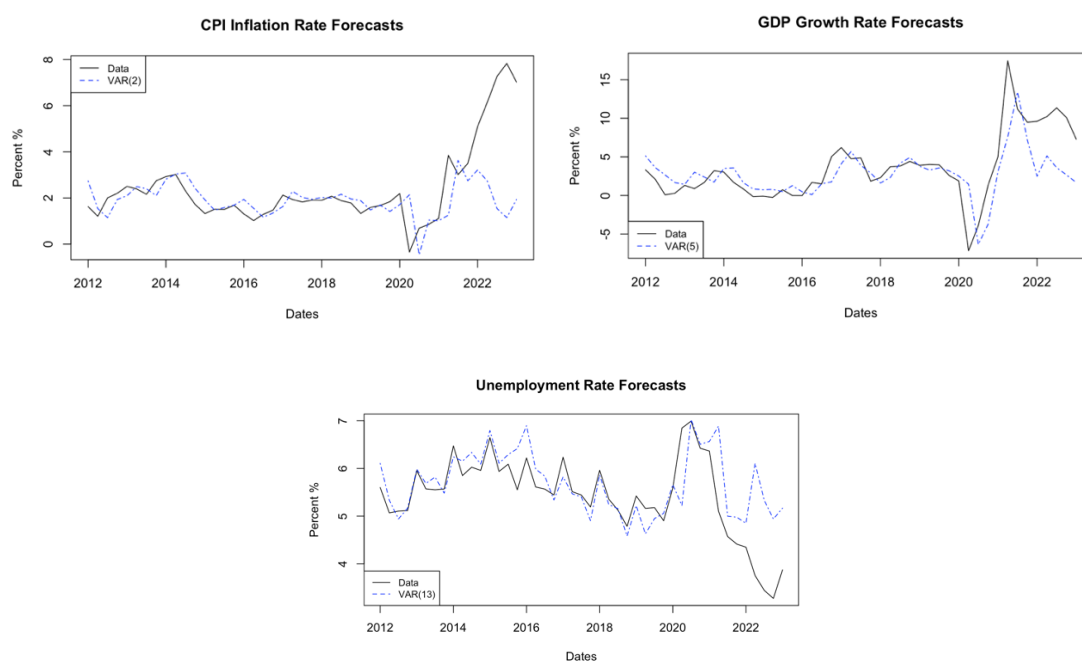 CPI Inflation Rate Forecasts
Percent %
8
6
4
2
0
Data
VAR(2)
2012 2014 2016 2018 2020 2022
Dates
GDP Growth Rate Forecasts
Percent %
15
10
5
0
-5
Data
VAR(5)
2012 2014 2016 2018 2020 2022
Dates
Unemployment Rate Forecasts
Percent %
7
6
5
4
Data
VAR(13)
2012 2014 2016 2018 2020 2022
Dates